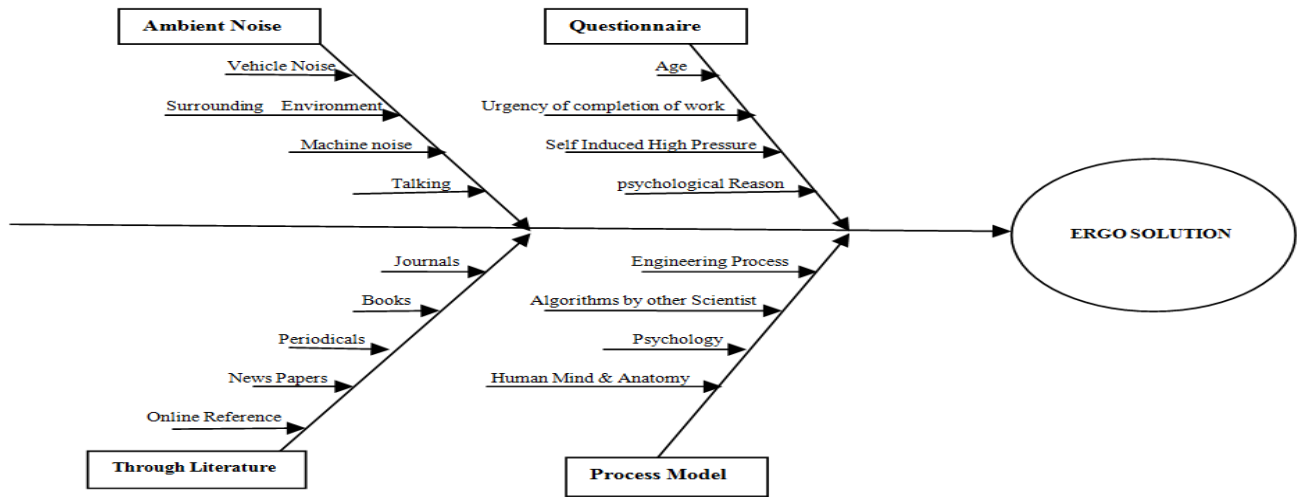 Ambient Noise
Questionnaire
Vehicle Noise
Surrounding Environment
Machine noise
Talking
Age
Urgency of completion of work
Self Induced High Pressure
psychological Reason
ERGO SOLUTION
Journals
Books
Periodicals
News Papers
Online Reference
Through Literature
Engineering Process
Algorithms by other Scientist
Psychology
Human Mind & Anatomy
Process Model